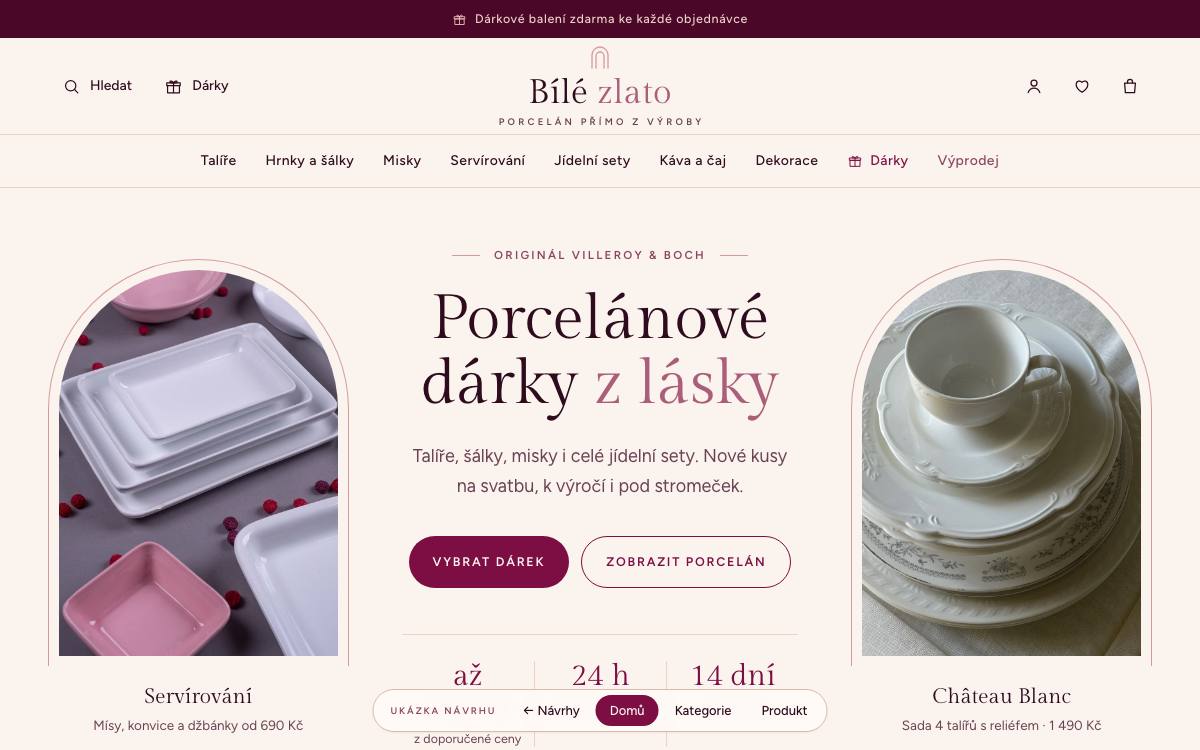 Dárkové balení zdarma ke každé objednávce
Hledat
Dárky
Bílé zlato
PORCELÁN PŘÍMO Z VÝROBY
Talíře Hrnky a šálky Misky Servírování Jídelní sety Káva a čaj Dekorace Dárky Výprodej
ORIGINÁL VILLEROY & BOCH
Porcelánové
dárky z lásky
Talíře, šálky, misky i celé jídelní sety. Nové kusy
na svatbu, k výročí i pod stromeček.
VYBRAT DÁREK
ZOBRAZIT PORCELÁN
až
24 h
14 dní
z doporučené ceny
Servírování
Mísy, konvice a džbánky od 690 Kč
Château Blanc
Sada 4 talířů s reliéfem · 1 490 Kč
UKÁZKA NÁVRHU ← Návrhy Domů Kategorie Produkt